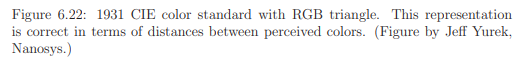 Figure 6.22: 1931 CIE color standard with RGB triangle. This representation
is correct in terms of distances between perceived colors. (Figure by Jeff Yurek,
Nanosys.)